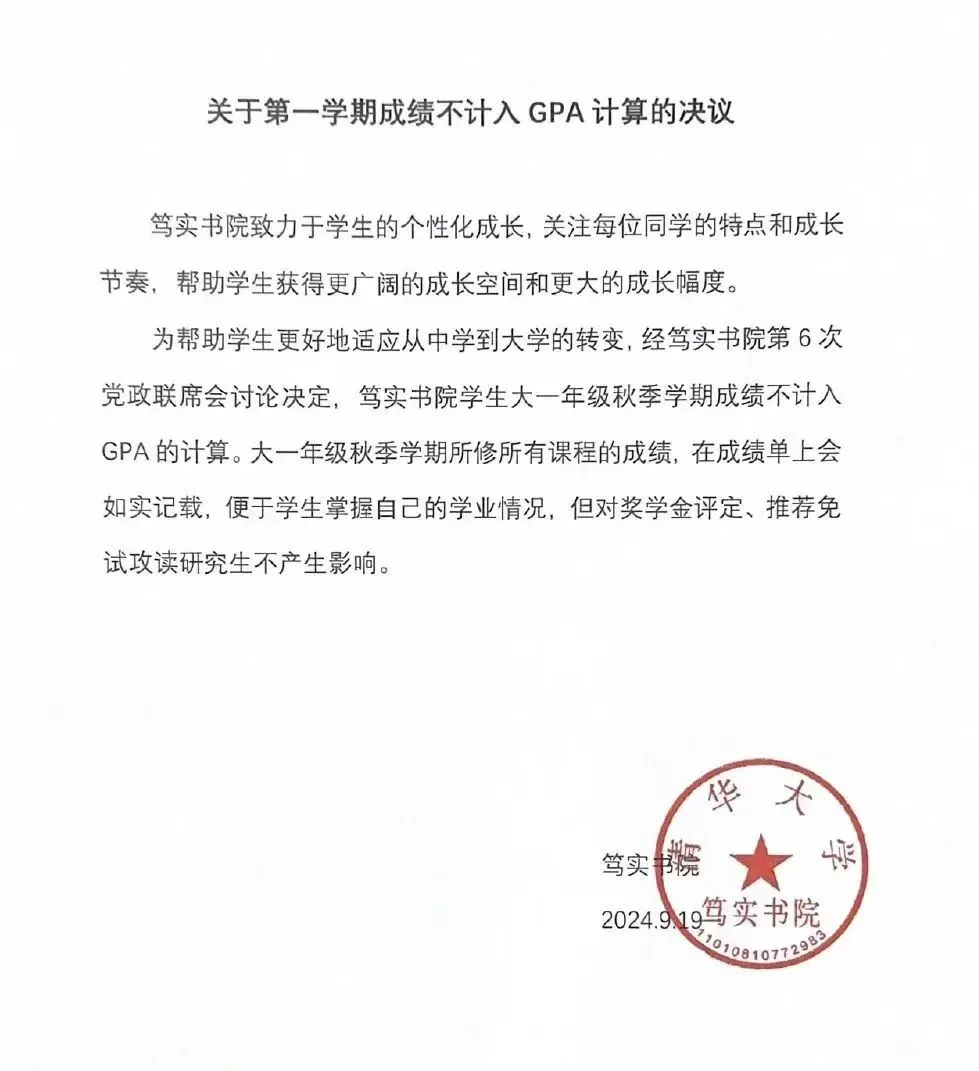 关于第一学期成绩不计入 GPA 计算的决议
笃实书院致力于学生的个性化成长，关注每位同学的特点和成长
节奏，帮助学生获得更广阔的成长空间和更大的成长幅度。
为帮助学生更好地适应从中学到大学的转变，经笃实书院第 6 次
党政联席会讨论决定，笃实书院学生大一年级秋季学期成绩不计入
GPA 的计算。大一年级秋季学期所修所有课程的成绩，在成绩单上会
如实记载，便于学生掌握自己的学业情况，但对奖学金评定、推荐免
试攻读研究生不产生影响。
清华大学
笃实书院
2024.9.19
笃实书院
11010810772983